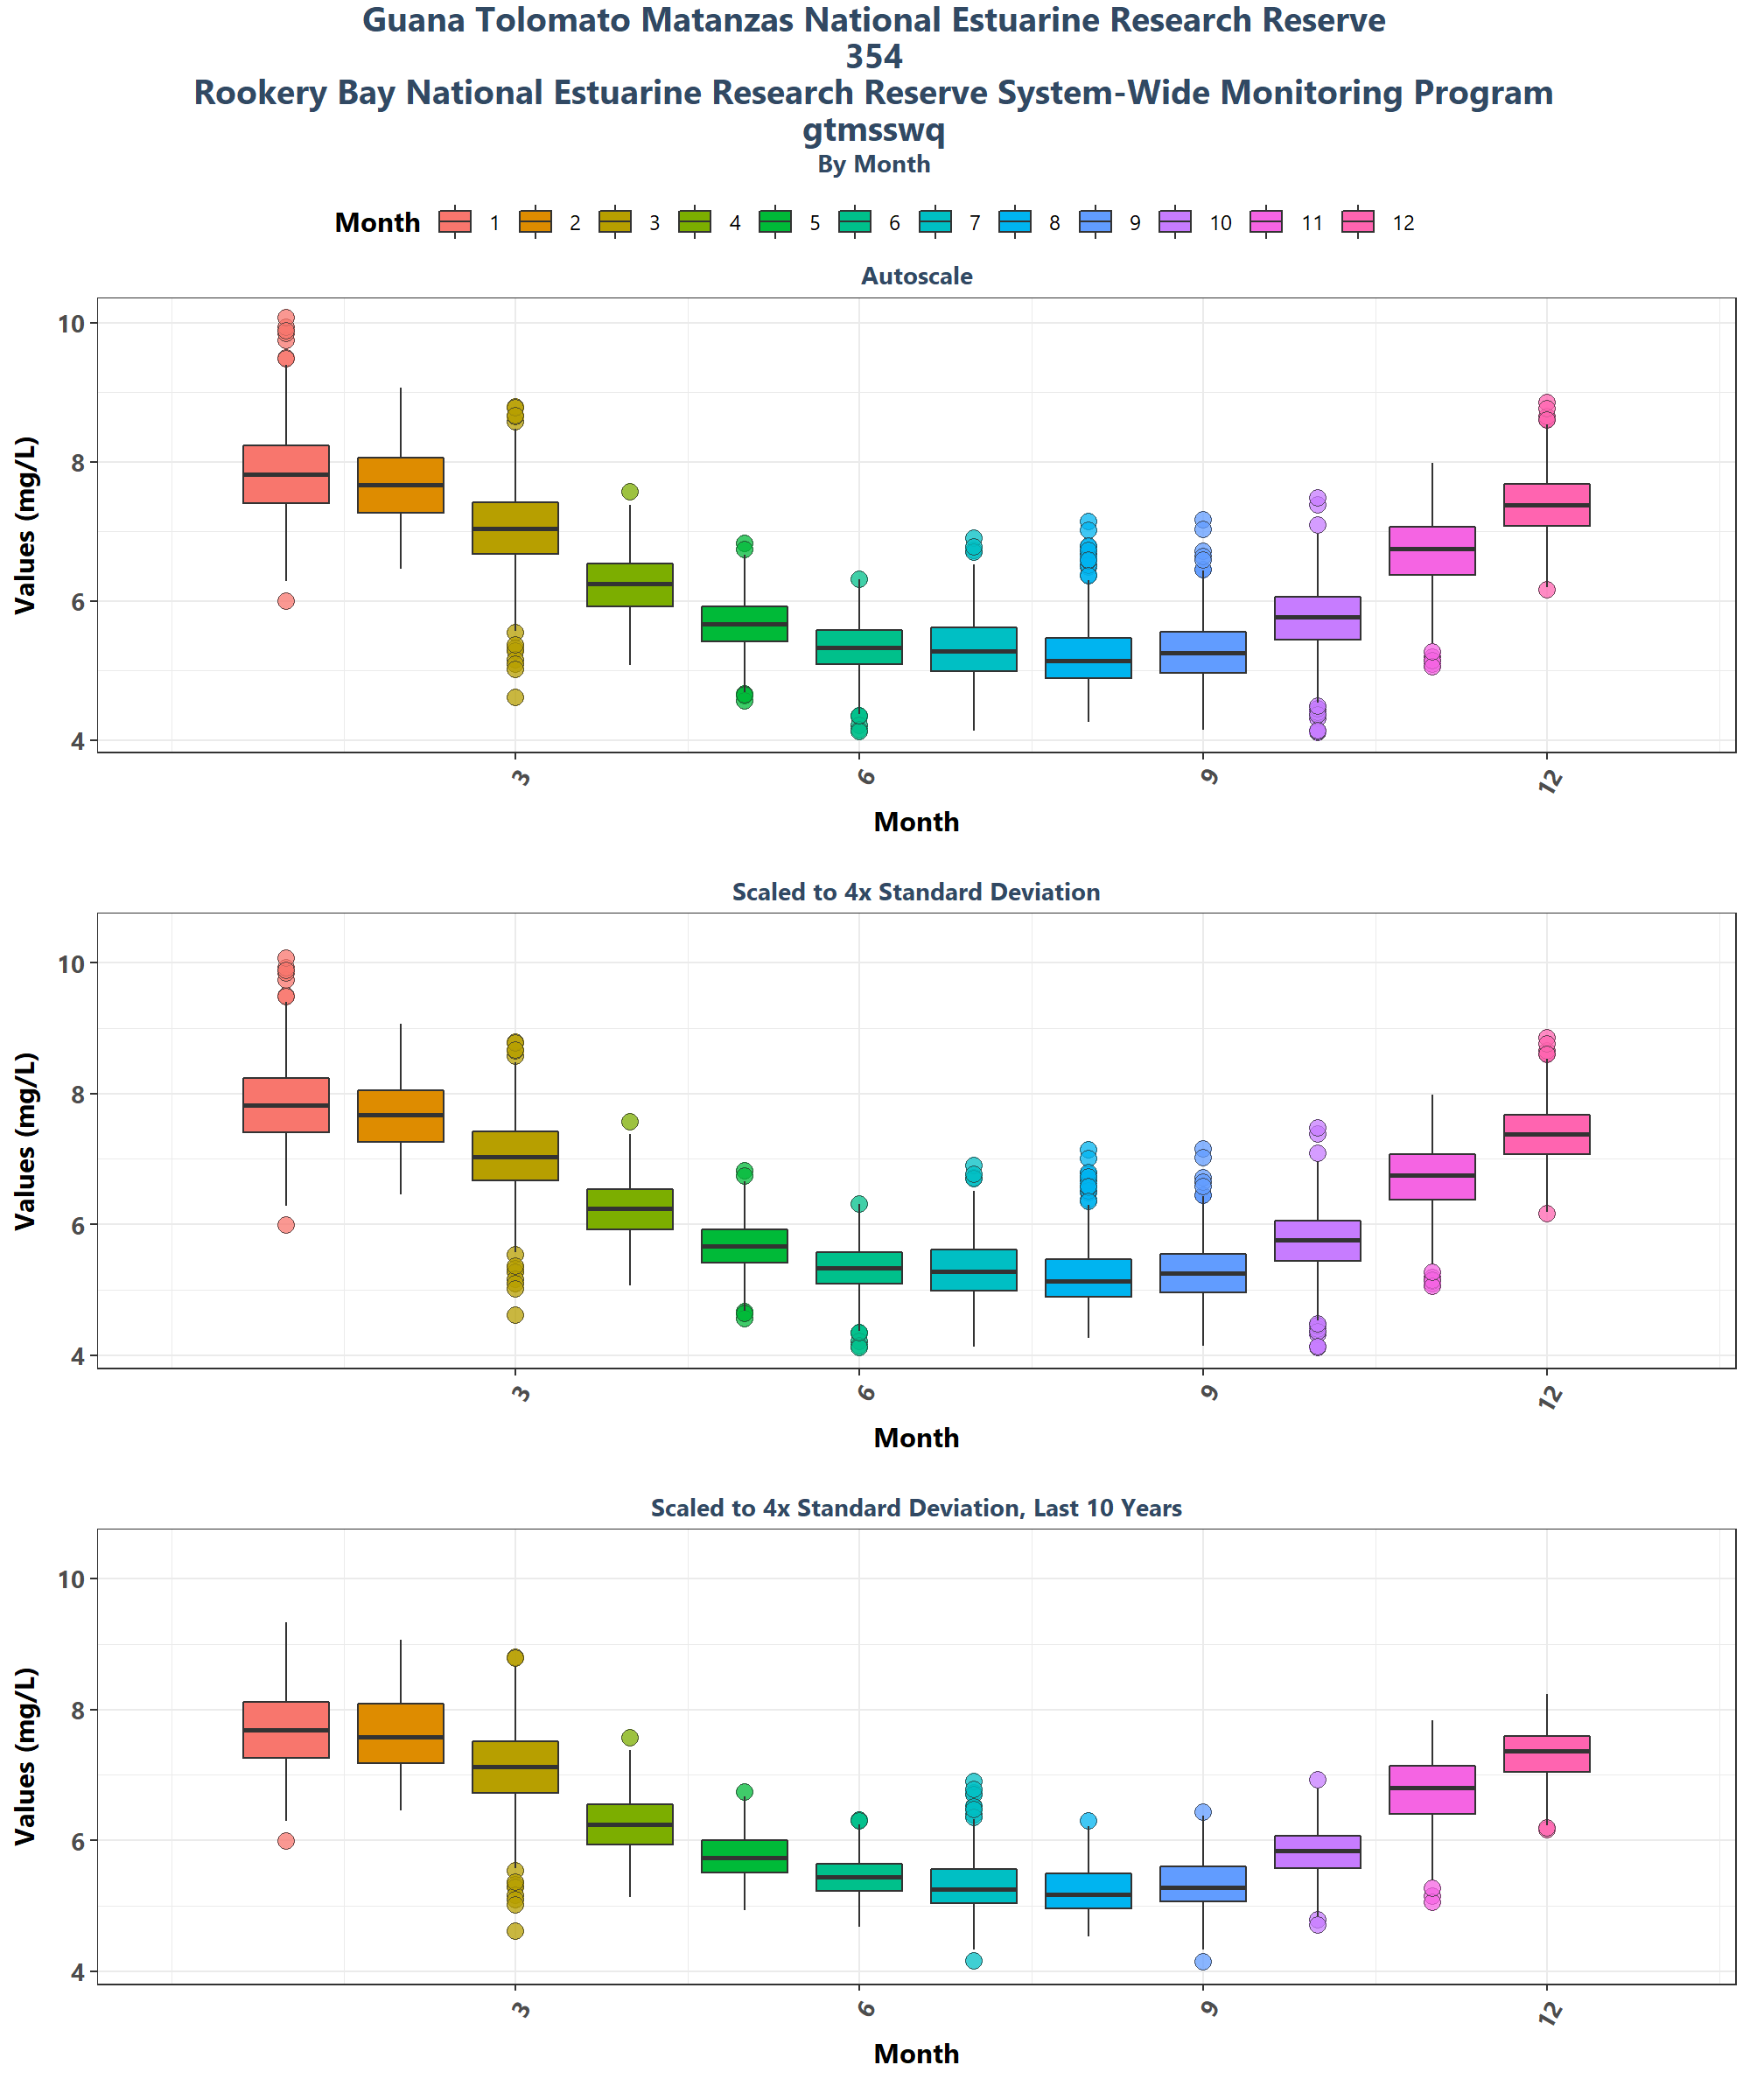 Guana Tolomato Matanzas National Estuarine Research Reserve
354
Rookery Bay National Estuarine Research Reserve System-Wide Monitoring Program
gtmsswq
By Month
Month 1 2 3 4 5 6 7 8 9 10 11 12
Autoscale
Values (mg/L)
10
8
6
4
3 6 9 12
Month
Scaled to 4x Standard Deviation
Values (mg/L)
10
8
6
4
3 6 9 12
Month
Scaled to 4x Standard Deviation, Last 10 Years
Values (mg/L)
10
8
6
4
3 6 9 12
Month